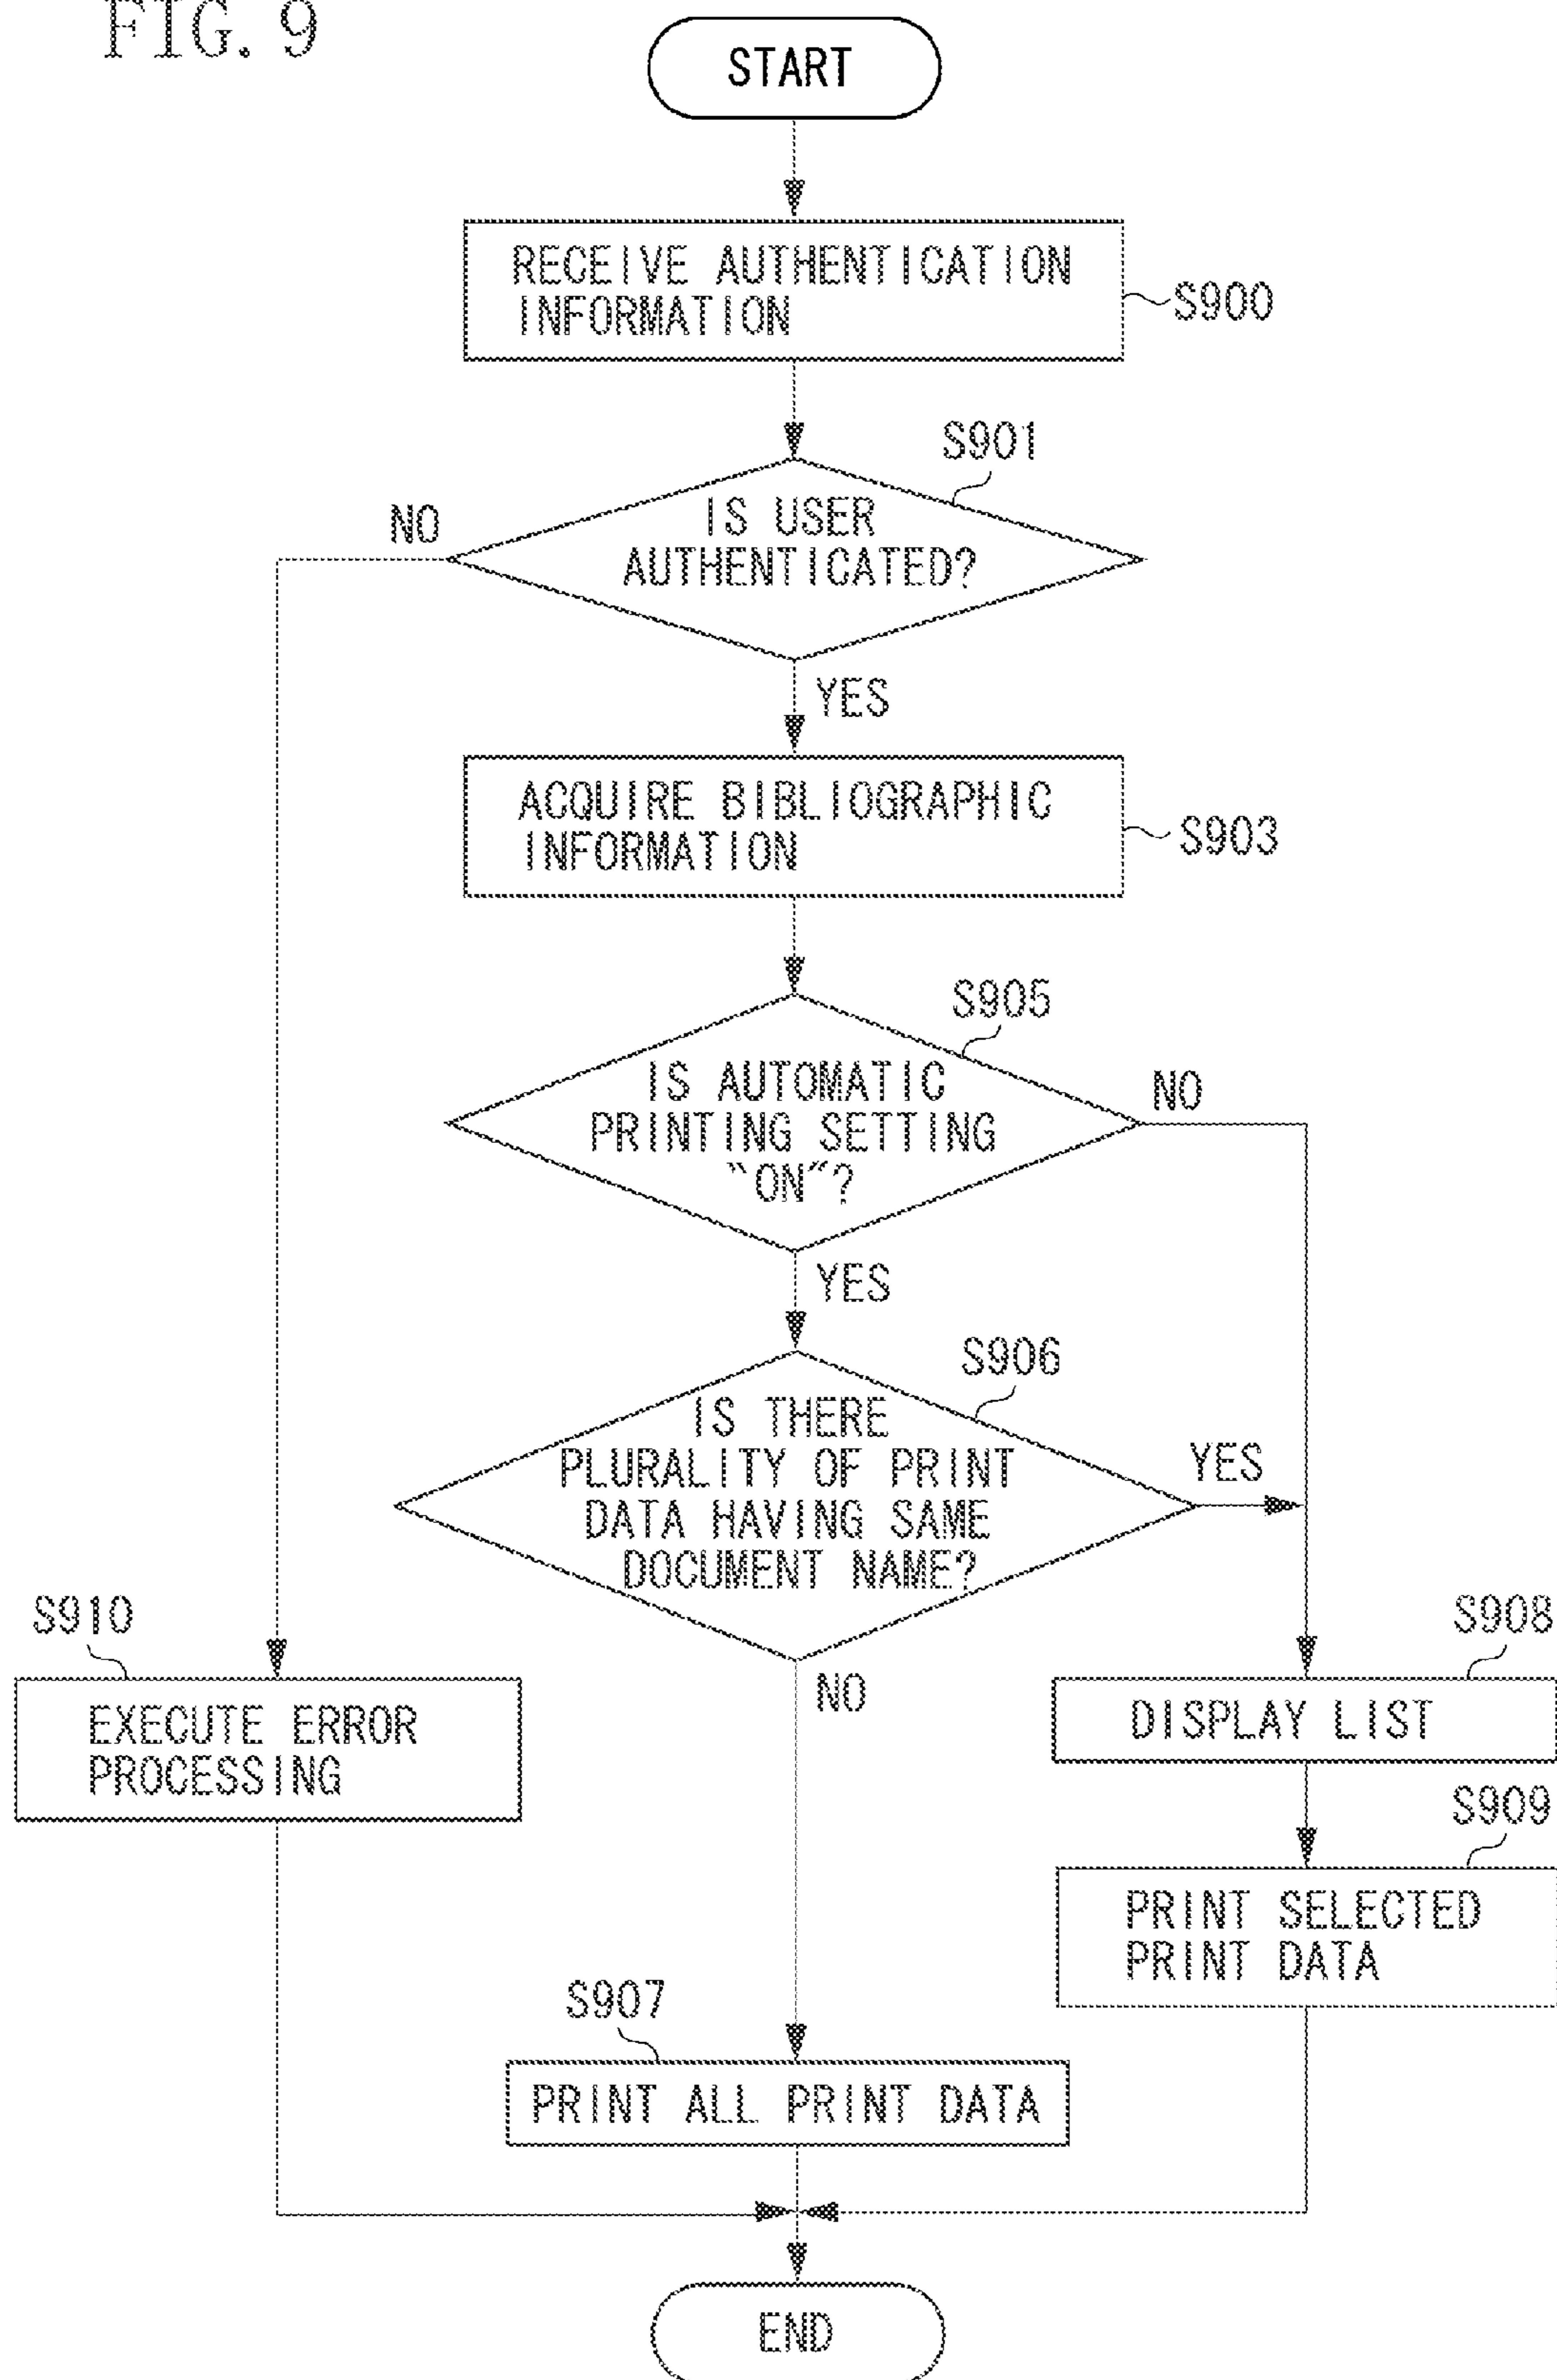 FIG. 9
START
RECEIVE AUTHENTICATION
INFORMATION
S900
S901
NO
IS USER
AUTHENTICATED?
YES
ACQUIRE BIBLIOGRAPHIC
INFORMATION
S903
S905
IS AUTOMATIC
PRINTING SETTING
"ON"?
NO
YES
S906
IS THERE
PLURALITY OF PRINT
DATA HAVING SAME
DOCUMENT NAME?
YES
NO
S910
EXECUTE ERROR
PROCESSING
S908
DISPLAY LIST
S909
PRINT SELECTED
PRINT DATA
S907
PRINT ALL PRINT DATA
END